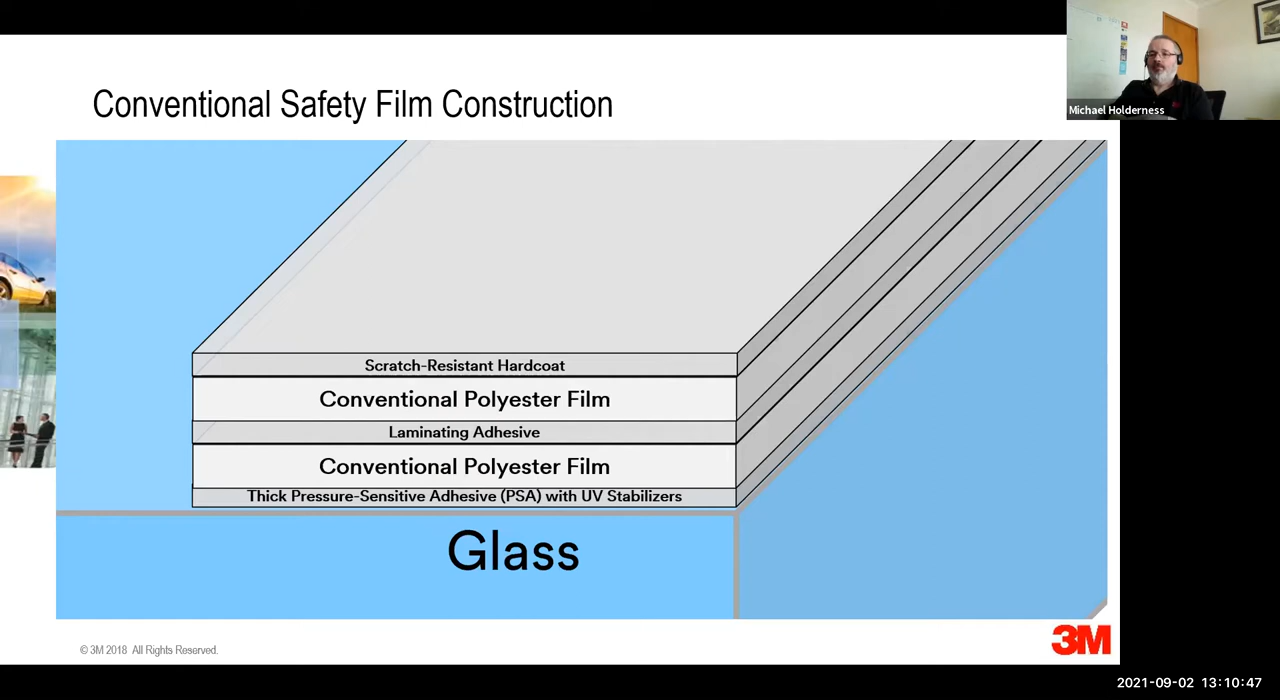 Conventional Safety Film Construction
Michael Holderness
Scratch-Resistant Hardcoat
Conventional Polyester Film
Laminating Adhesive
Conventional Polyester Film
Thick Pressure-Sensitive Adhesive (PSA) with UV Stabilizers
Glass
© 3M 2018 All Rights Reserved.
3M
2021-09-02 13:10:47